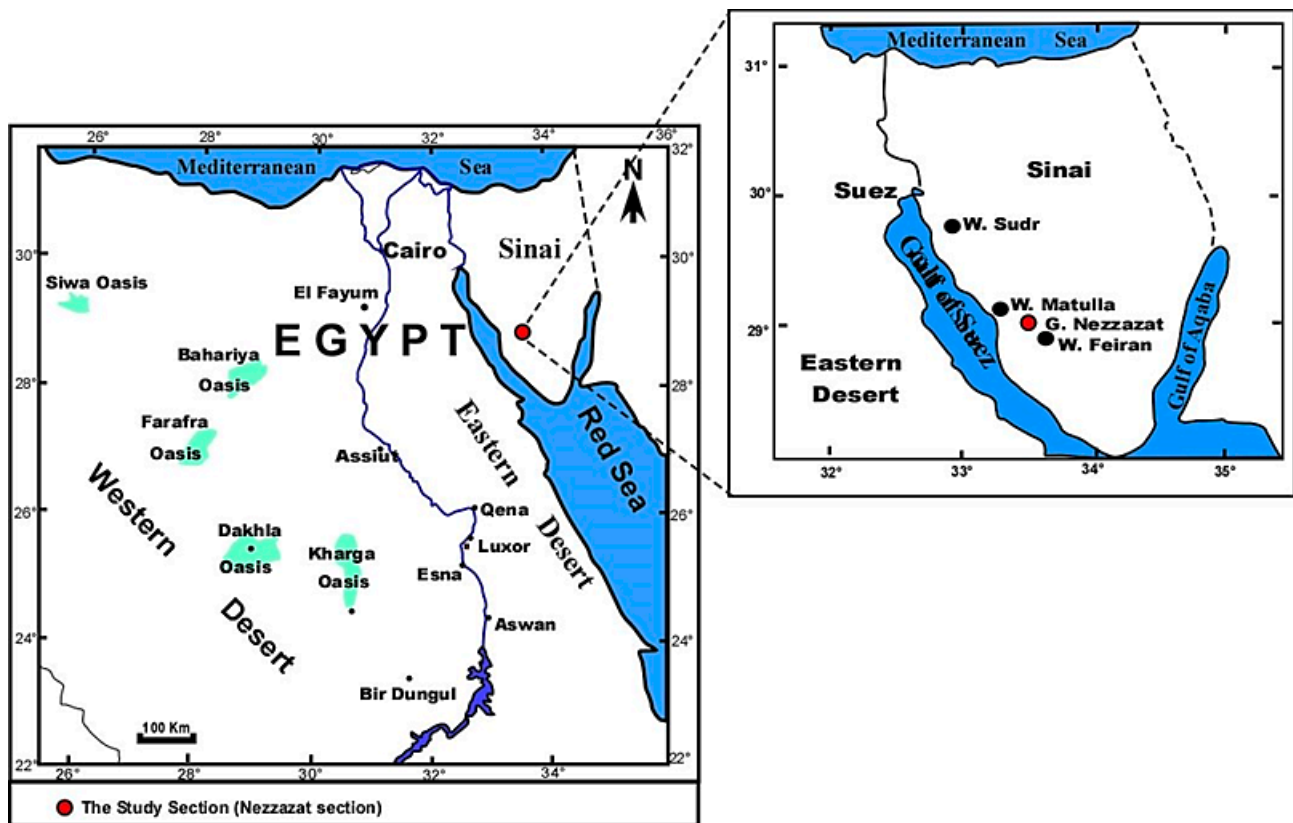 26°
28°
30°
32°
34°
36°
32°
Mediterranean Sea
N
30°
30°
Cairo
Sinai
Siwa Oasis
El Fayum
EGYPT
Bahariya
Oasis
28°
28°
Farafra
Oasis
Eastern
Desert
Red Sea
Assiut
Western
Desert
26°
26°
Qena
Dakhla
Oasis
Kharga
Oasis
Luxor
Esna
24°
24°
Aswan
Bir Dungul
100 Km
22°
22°
26°
28°
30°
32°
34°
The Study Section (Nezzazat section)
Mediterranean Sea
31°
30°
Suez
Sinai
W. Sudr
Gulf of Suez
W. Matulla
29°
G. Nezzazat
W. Feiran
Gulf of Aqaba
Eastern
Desert
32°
33°
34°
35°